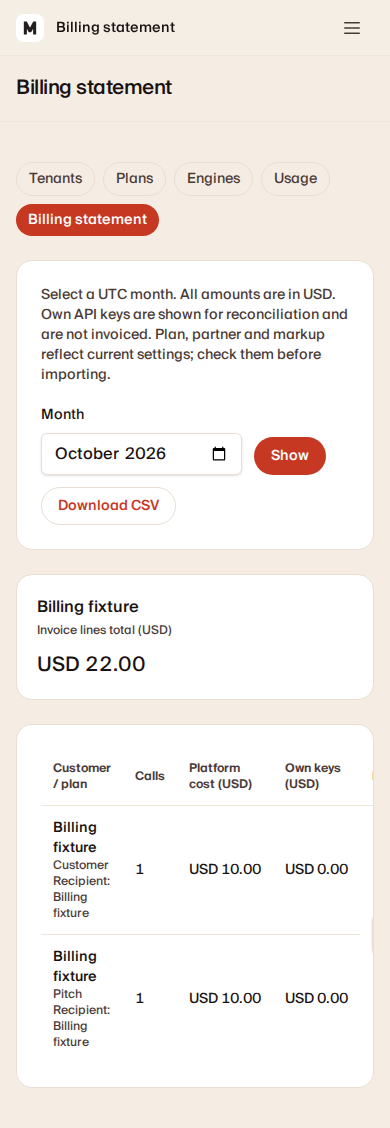 M Billing statement
Billing statement
Tenants Plans Engines Usage
Billing statement
Select a UTC month. All amounts are in USD.
Own API keys are shown for reconciliation and
are not invoiced. Plan, partner and markup
reflect current settings; check them before
importing.
Month
October 2026 Show
Download CSV
Billing fixture
Invoice lines total (USD)
USD 22.00
Customer / plan Calls Platform cost (USD) Own keys (USD)
Billing
fixture
Customer
Recipient:
Billing
fixture
1 USD 10.00 USD 0.00
Billing
fixture
Pitch
Recipient:
Billing
fixture
1 USD 10.00 USD 0.00